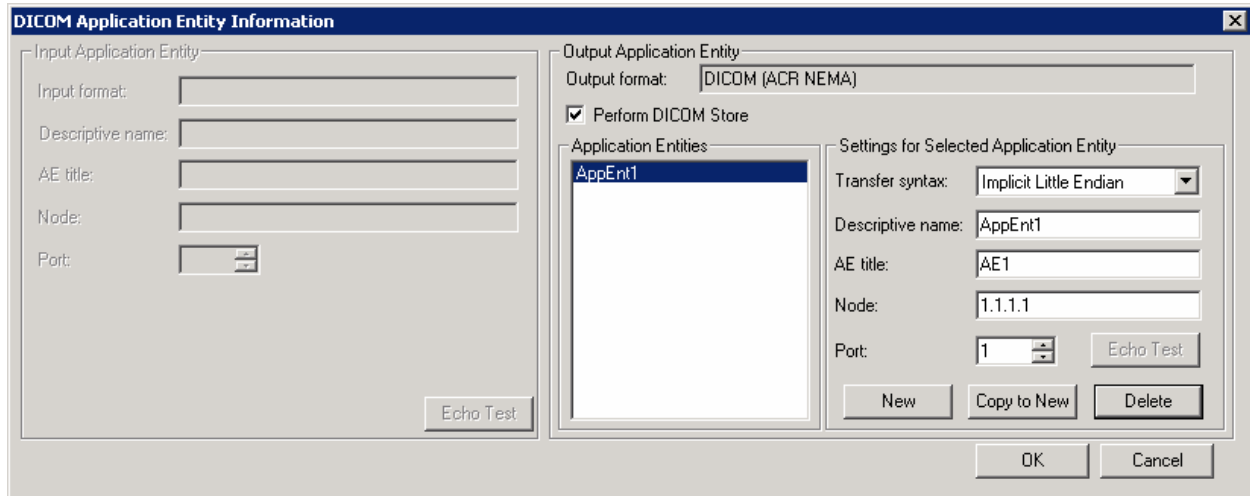 DICOM Application Entity Information
Input Application Entity
Input format:
Descriptive name:
AE title:
Node:
Port:
Echo Test
Output Application Entity
Output format: DICOM (ACR NEMA)
Perform DICOM Store
Application Entities
AppEnt1
Settings for Selected Application Entity
Transfer syntax: Implicit Little Endian
Descriptive name: AppEnt1
AE title: AE1
Node: 1.1.1.1
Port: 1 Echo Test
New Copy to New Delete
OK Cancel